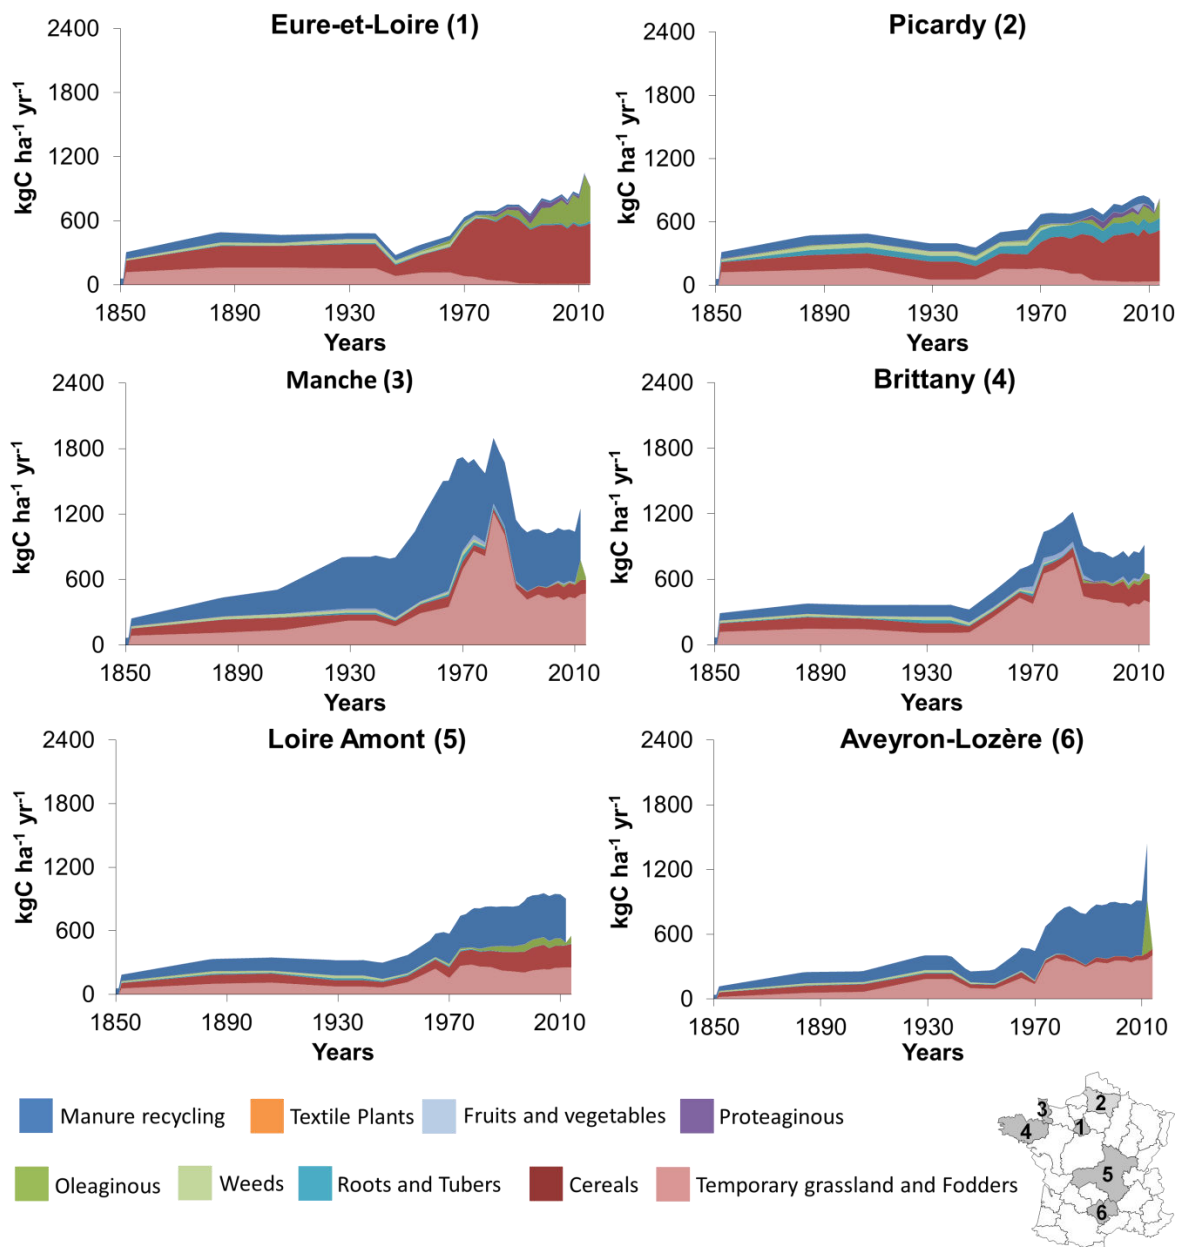 Eure-et-Loire (1)
2400
1800
1200
600
0
kgC ha⁻¹ yr⁻¹
1850 1890 1930 1970 2010
Years
Picardy (2)
2400
1800
1200
600
0
kgC ha⁻¹ yr⁻¹
1850 1890 1930 1970 2010
Years
Manche (3)
2400
1800
1200
600
0
kgC ha⁻¹ yr⁻¹
1850 1890 1930 1970 2010
Years
Brittany (4)
2400
1800
1200
600
0
kgC ha⁻¹ yr⁻¹
1850 1890 1930 1970 2010
Years
Loire Amont (5)
2400
1800
1200
600
0
kgC ha⁻¹ yr⁻¹
1850 1890 1930 1970 2010
Years
Aveyron-Lozère (6)
2400
1800
1200
600
0
kgC ha⁻¹ yr⁻¹
1850 1890 1930 1970 2010
Years
Manure recycling Textile Plants Fruits and vegetables Proteaginous
Oleaginous Weeds Roots and Tubers Cereals Temporary grassland and Fodders
2
3
1
4
5
6